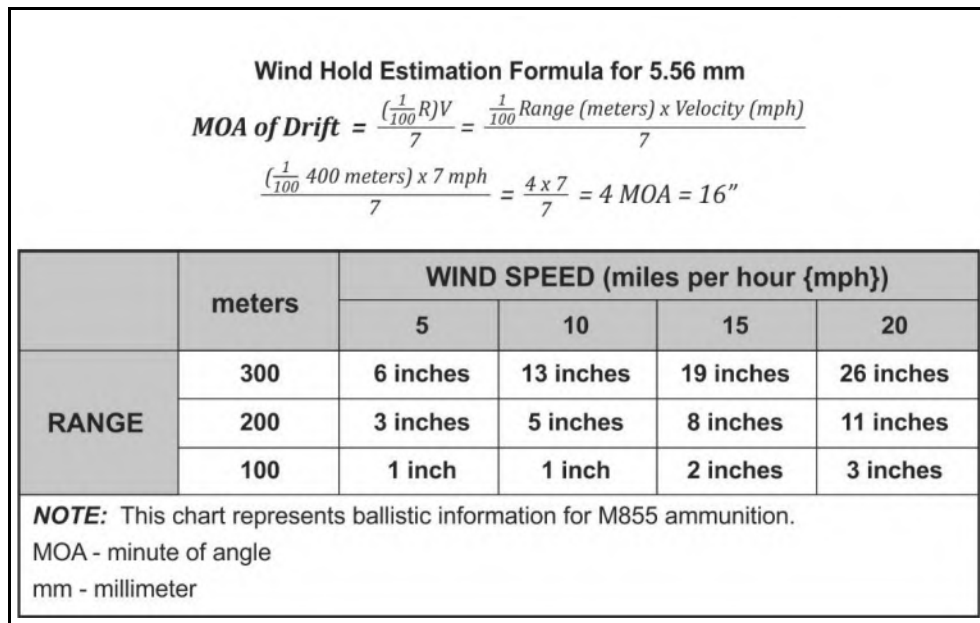 Wind Hold Estimation Formula for 5.56 mm
MOA of Drift = (1/100 R)V / 7 = 1/100 Range (meters) x Velocity (mph) / 7
(1/100 400 meters) x 7 mph / 7 = 4 x 7 / 7 = 4 MOA = 16″
WIND SPEED (miles per hour {mph})
meters
5 10 15 20
300 6 inches 13 inches 19 inches 26 inches
RANGE 200 3 inches 5 inches 8 inches 11 inches
100 1 inch 1 inch 2 inches 3 inches
NOTE: This chart represents ballistic information for M855 ammunition.
MOA - minute of angle
mm - millimeter